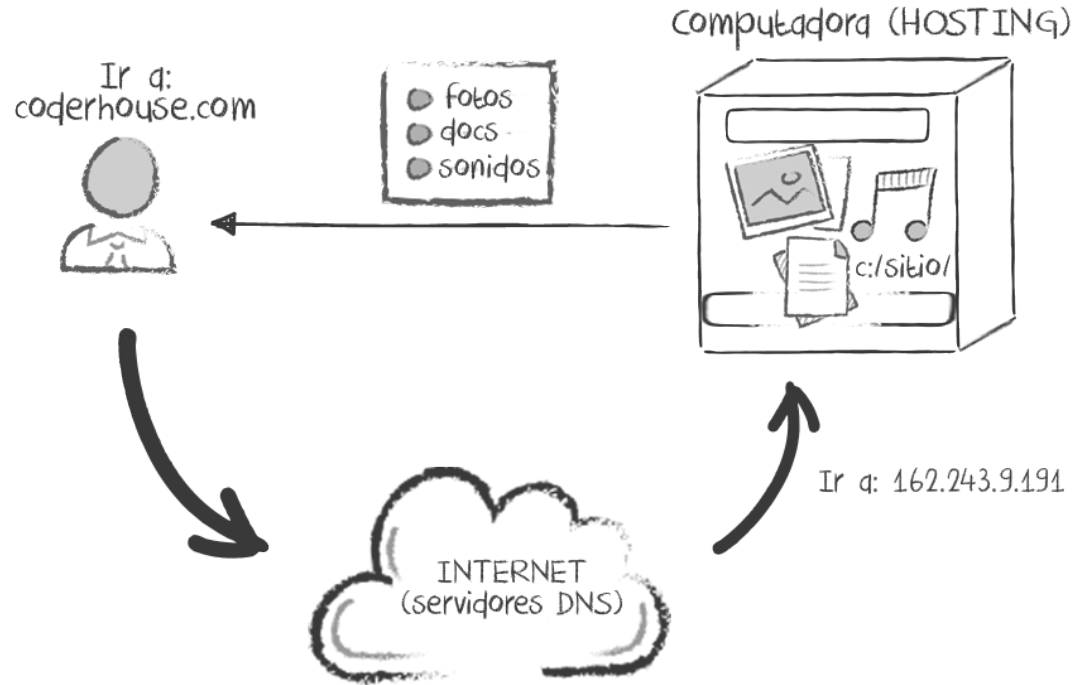 Ir a:
coderhouse.com
fotos
docs
sonidos
computadora (HOSTING)
c:/sitio/
Ir a: 162.243.9.191
INTERNET
(servidores DNS)